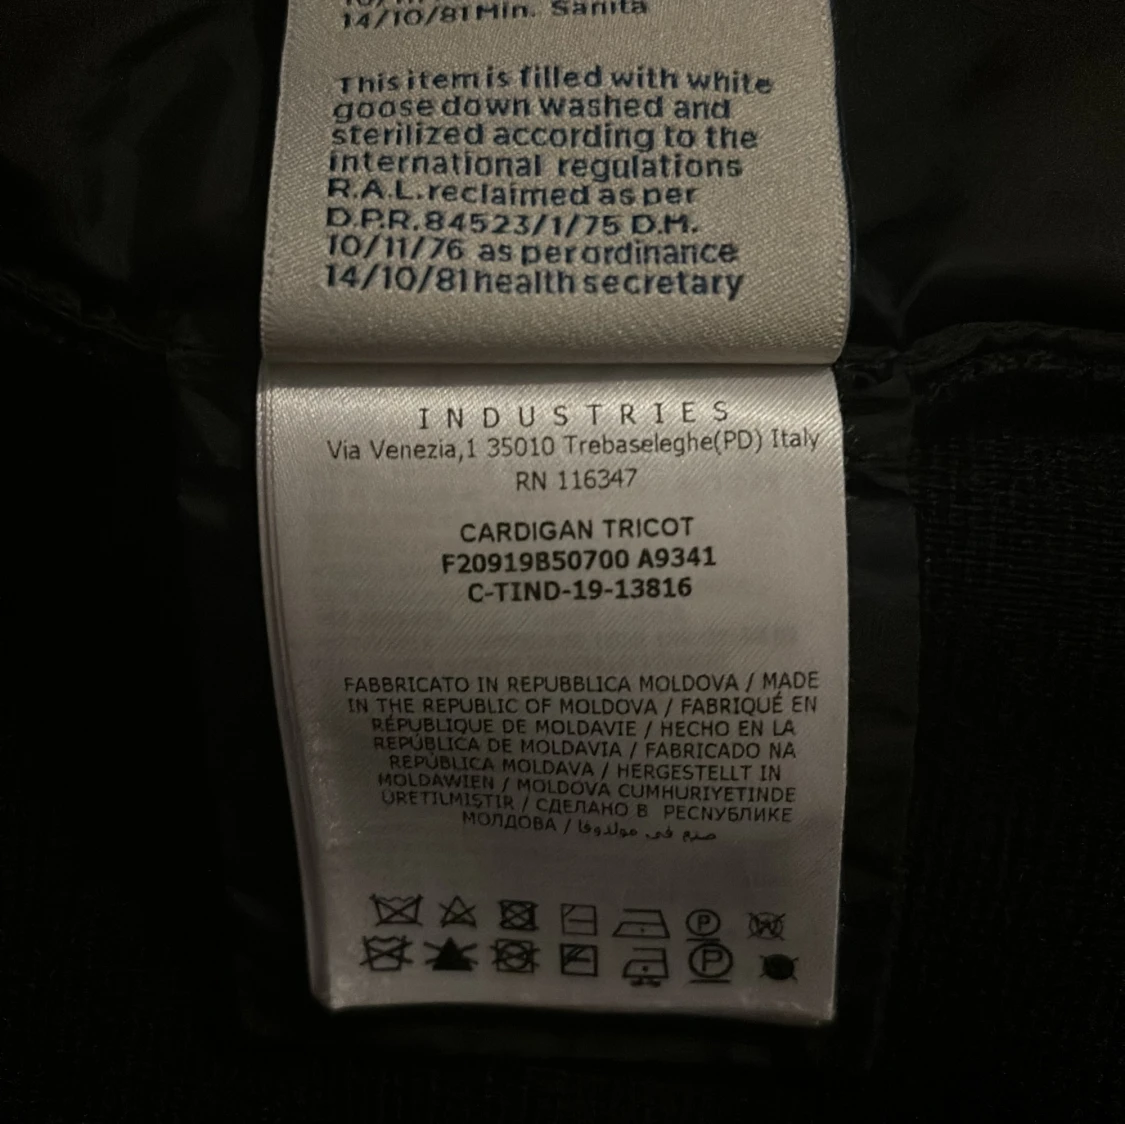 14/10/81 Min. Sanita
This item is filled with white
goose down washed and
sterilized according to the
international regulations
R.A.L. reclaimed as per
D.P.R. 84523/1/75 D.M.
10/11/76 as per ordinance
14/10/81 health secretary
INDUSTRIES
Via Venezia,1 35010 Trebaseleghe(PD) Italy
RN 116347
CARDIGAN TRICOT
F20919B50700 A9341
C-TIND-19-13816
FABBRICATO IN REPUBBLICA MOLDOVA / MADE
IN THE REPUBLIC OF MOLDOVA / FABRIQUÉ EN
RÉPUBLIQUE DE MOLDAVIE / HECHO EN LA
REPÚBLICA DE MOLDAVIA / FABRICADO NA
REPÚBLICA MOLDAVA / HERGESTELLT IN
MOLDAWIEN / MOLDOVA CUMHURIYETINDE
ÜRETILMIŞTIR / СДЕЛАНО В РЕСПУБЛИКЕ
МОЛДОВА / صنع في مولدوفا
P W
P